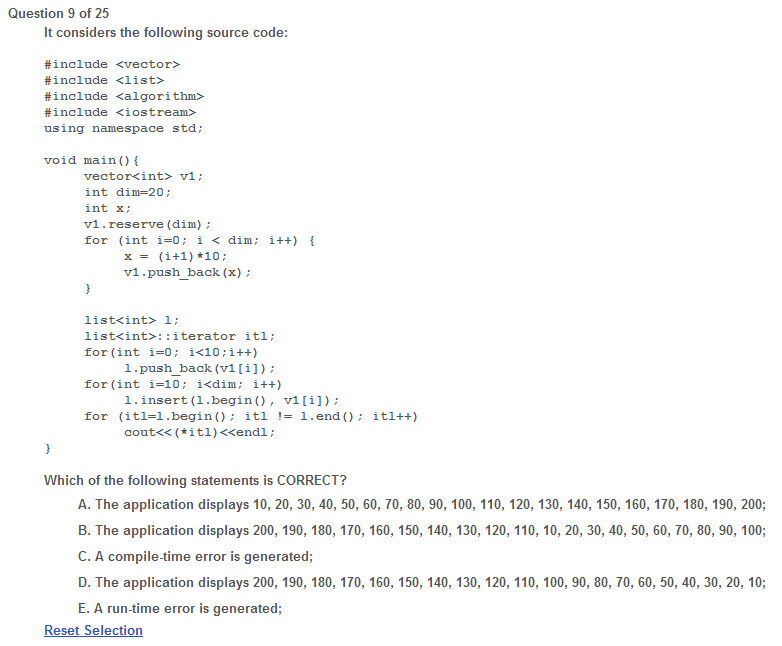 Question 9 of 25
It considers the following source code:
#include <vector>
#include <list>
#include <algorithm>
#include <iostream>
using namespace std;
void main(){
vector<int> v1;
int dim=20;
int x;
v1.reserve(dim);
for (int i=0; i < dim; i++) {
x = (i+1)*10;
v1.push_back(x);
}
list<int> l;
list<int>::iterator itl;
for(int i=0; i<10;i++)
l.push_back(v1[i]);
for(int i=10; i<dim; i++)
l.insert(l.begin(), v1[i]);
for (itl=l.begin(); itl != l.end(); itl++)
cout<<(*itl)<<endl;
}
Which of the following statements is CORRECT?
A. The application displays 10, 20, 30, 40, 50, 60, 70, 80, 90, 100, 110, 120, 130, 140, 150, 160, 170, 180, 190, 200;
B. The application displays 200, 190, 180, 170, 160, 150, 140, 130, 120, 110, 10, 20, 30, 40, 50, 60, 70, 80, 90, 100;
C. A compile-time error is generated;
D. The application displays 200, 190, 180, 170, 160, 150, 140, 130, 120, 110, 100, 90, 80, 70, 60, 50, 40, 30, 20, 10;
E. A run-time error is generated;
Reset Selection